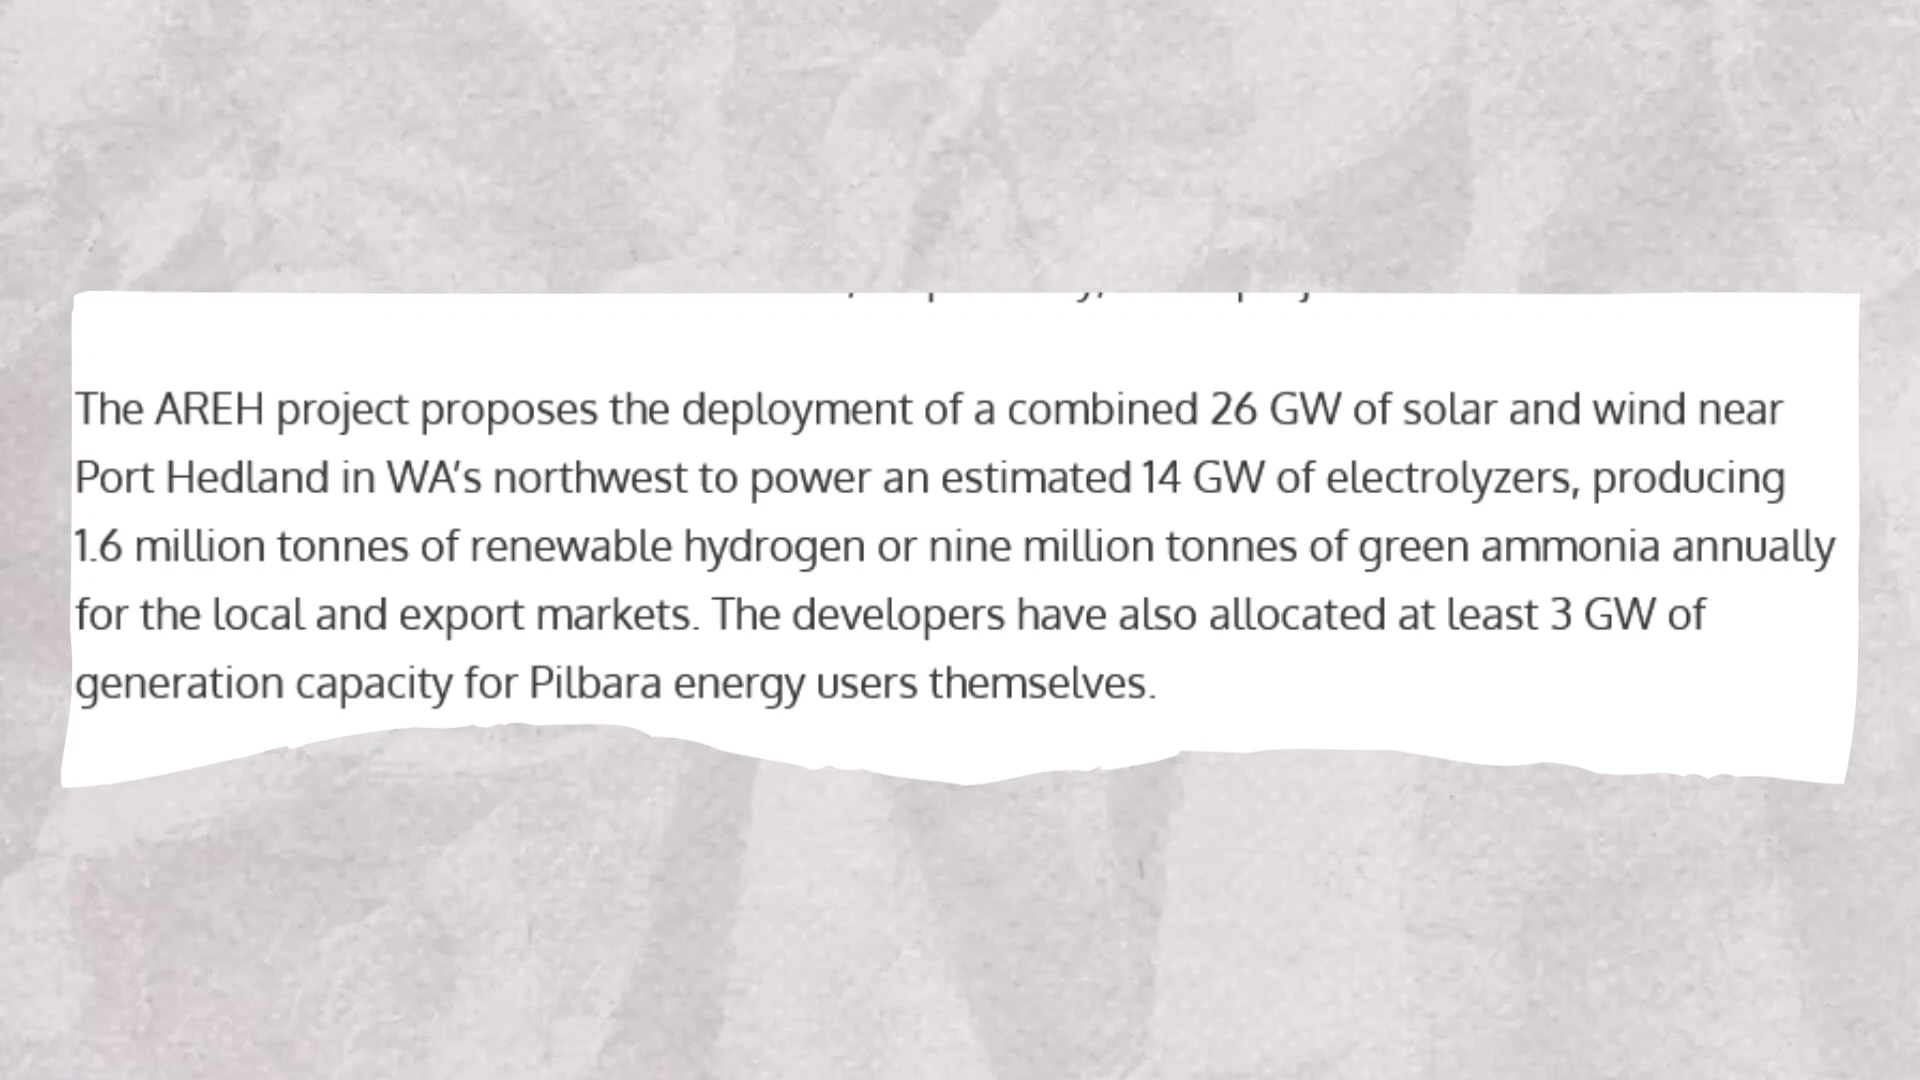 The AREH project proposes the deployment of a combined 26 GW of solar and wind near
Port Hedland in WA’s northwest to power an estimated 14 GW of electrolyzers, producing
1.6 million tonnes of renewable hydrogen or nine million tonnes of green ammonia annually
for the local and export markets. The developers have also allocated at least 3 GW of
generation capacity for Pilbara energy users themselves.